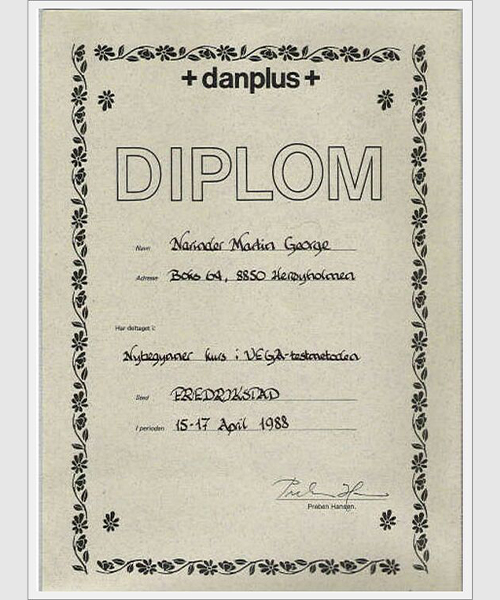 +danplus+
DIPLOM
Navn Narinder Martin George
Adresse Boks 64, 8850 Herøyholmen
Har deltaget i:
Nybegynner kurs i VEGA-testmetoden
Sted FREDRIKSTAD
I perioden 15-17 April 1988
Preben Hansen.